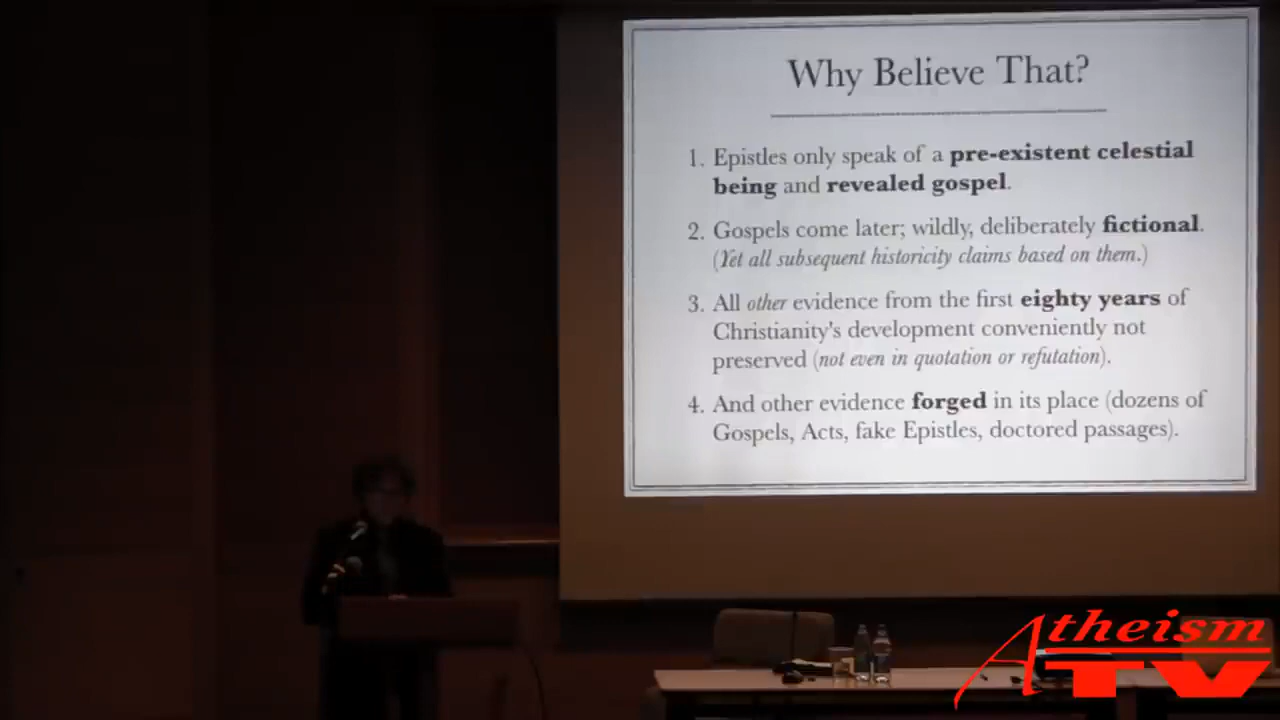 Why Believe That?
1. Epistles only speak of a pre-existent celestial
being and revealed gospel.
2. Gospels come later; wildly, deliberately fictional.
(Yet all subsequent historicity claims based on them.)
3. All other evidence from the first eighty years of
Christianity's development conveniently not
preserved (not even in quotation or refutation).
4. And other evidence forged in its place (dozens of
Gospels, Acts, fake Epistles, doctored passages).
Atheism
TV